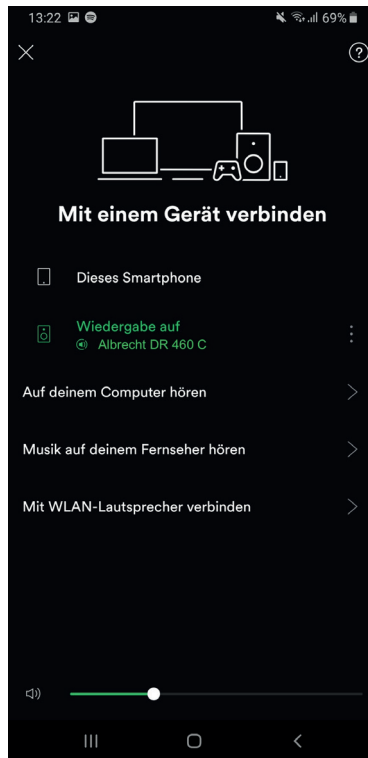 13:22 69%
Mit einem Gerät verbinden
Dieses Smartphone
Wiedergabe auf
Albrecht DR 460 C
Auf deinem Computer hören
Musik auf deinem Fernseher hören
Mit WLAN-Lautsprecher verbinden